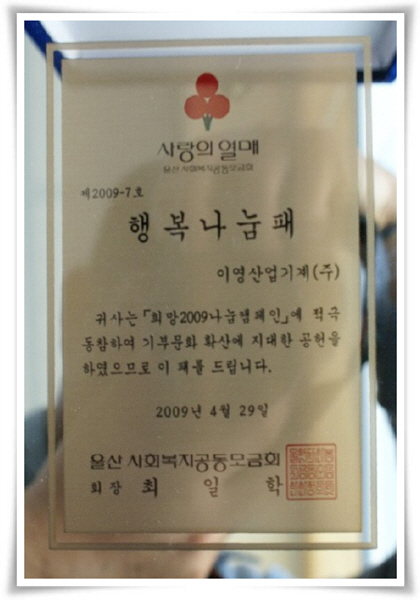 사랑의 열매
울산 사회복지공동모금회
제2009-7호
행복나눔패
이영산업기계(주)
귀사는「희망2009나눔캠페인」에 적극
동참하여 기부문화 확산에 지대한 공헌을
하였으므로 이 패를 드립니다.
2009년 4월 29일
울산 사회복지공동모금회
회장 최 일 학